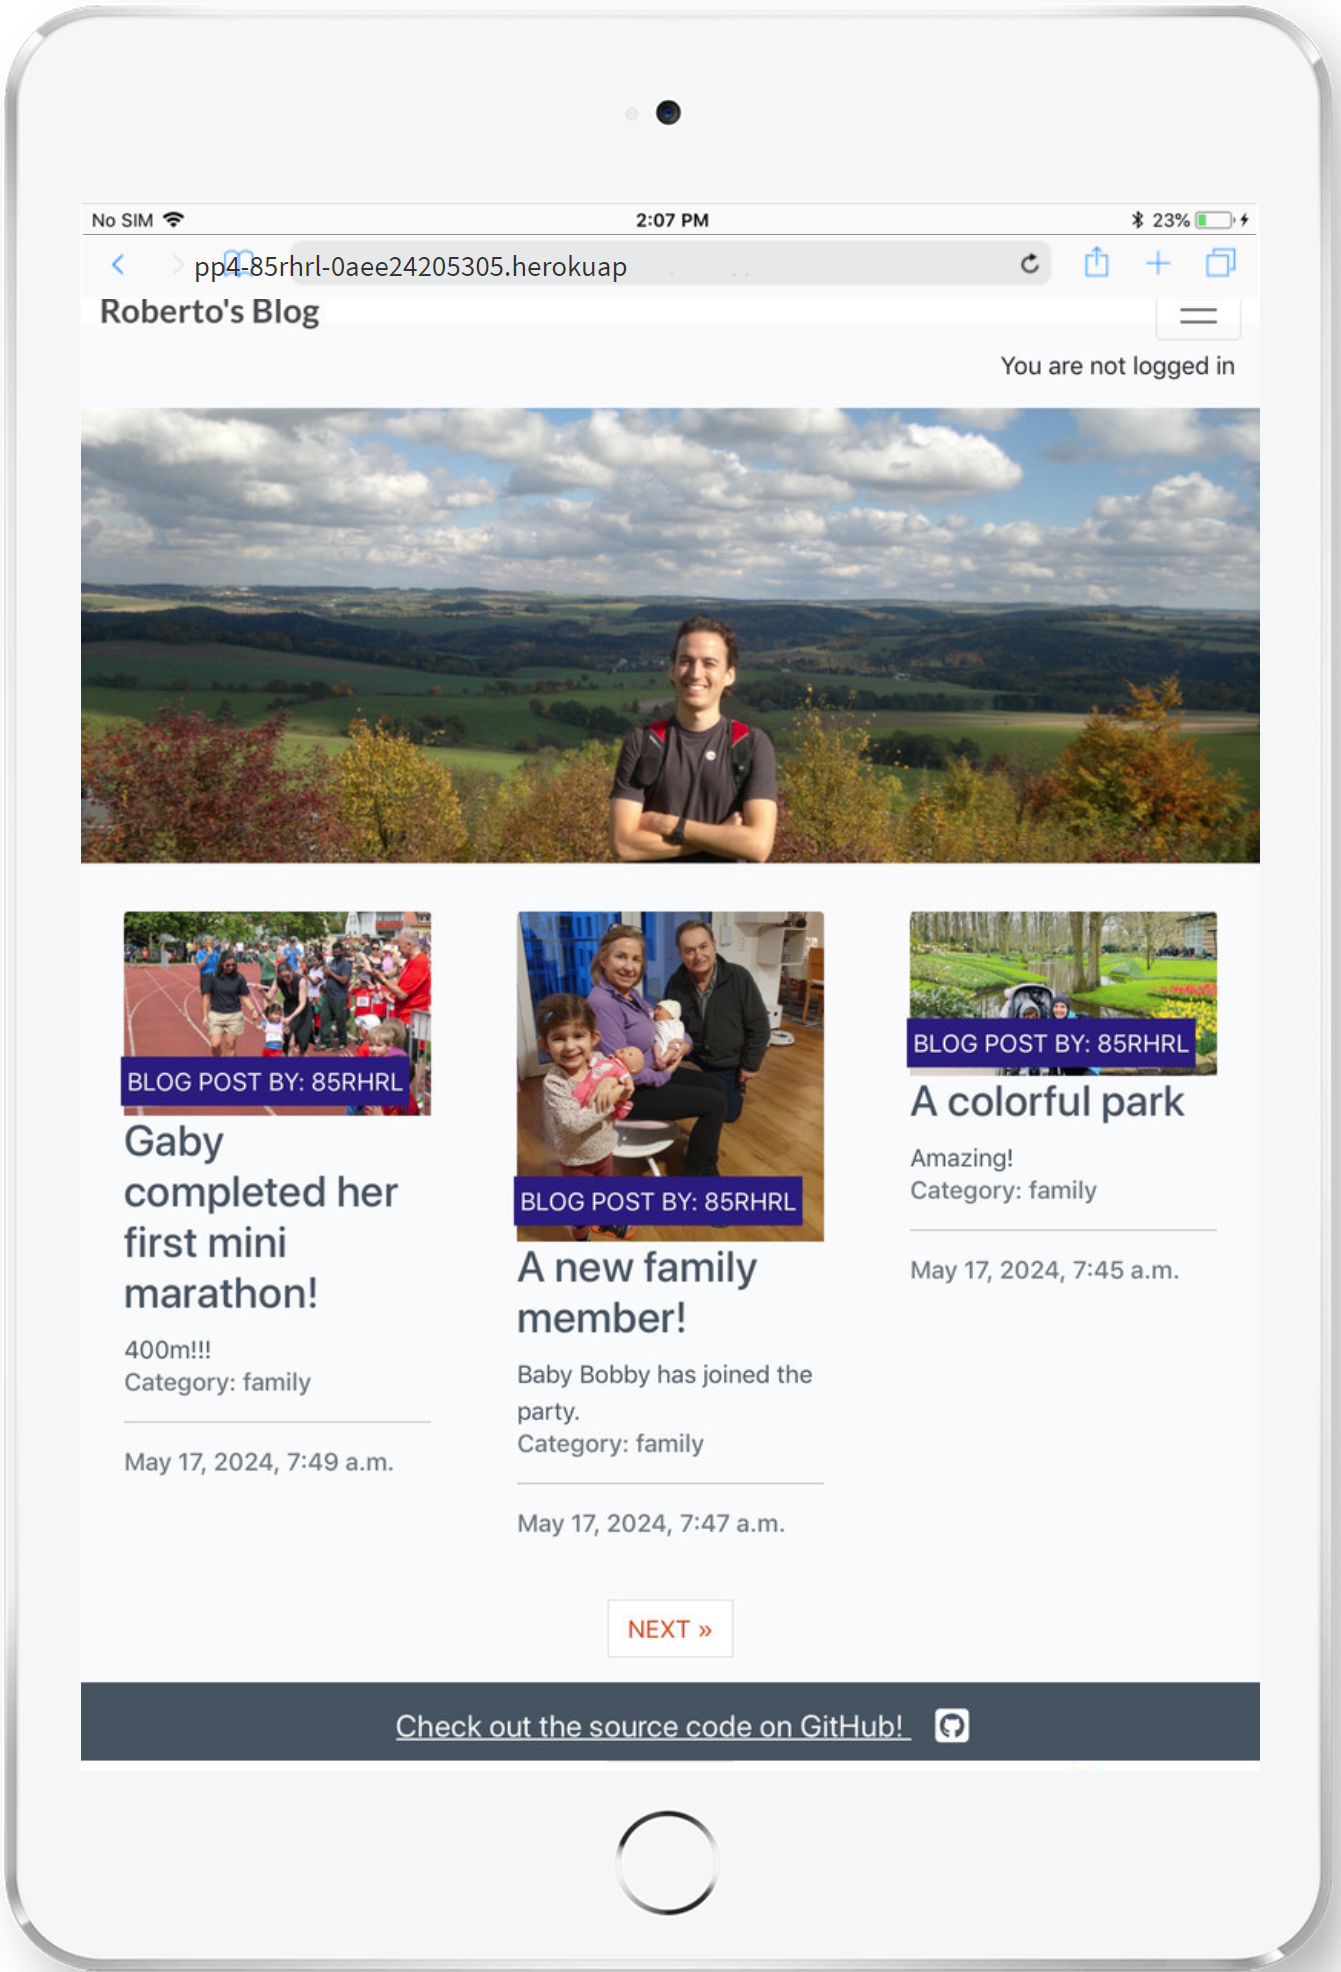 No SIM
2:07 PM
23%
pp4-85rhrl-0aee24205305.herokuap
Roberto's Blog
You are not logged in
BLOG POST BY: 85RHRL
Gaby
completed her
first mini
marathon!
400m!!!
Category: family
May 17, 2024, 7:49 a.m.
BLOG POST BY: 85RHRL
A new family
member!
Baby Bobby has joined the
party.
Category: family
May 17, 2024, 7:47 a.m.
BLOG POST BY: 85RHRL
A colorful park
Amazing!
Category: family
May 17, 2024, 7:45 a.m.
NEXT »
Check out the source code on GitHub!